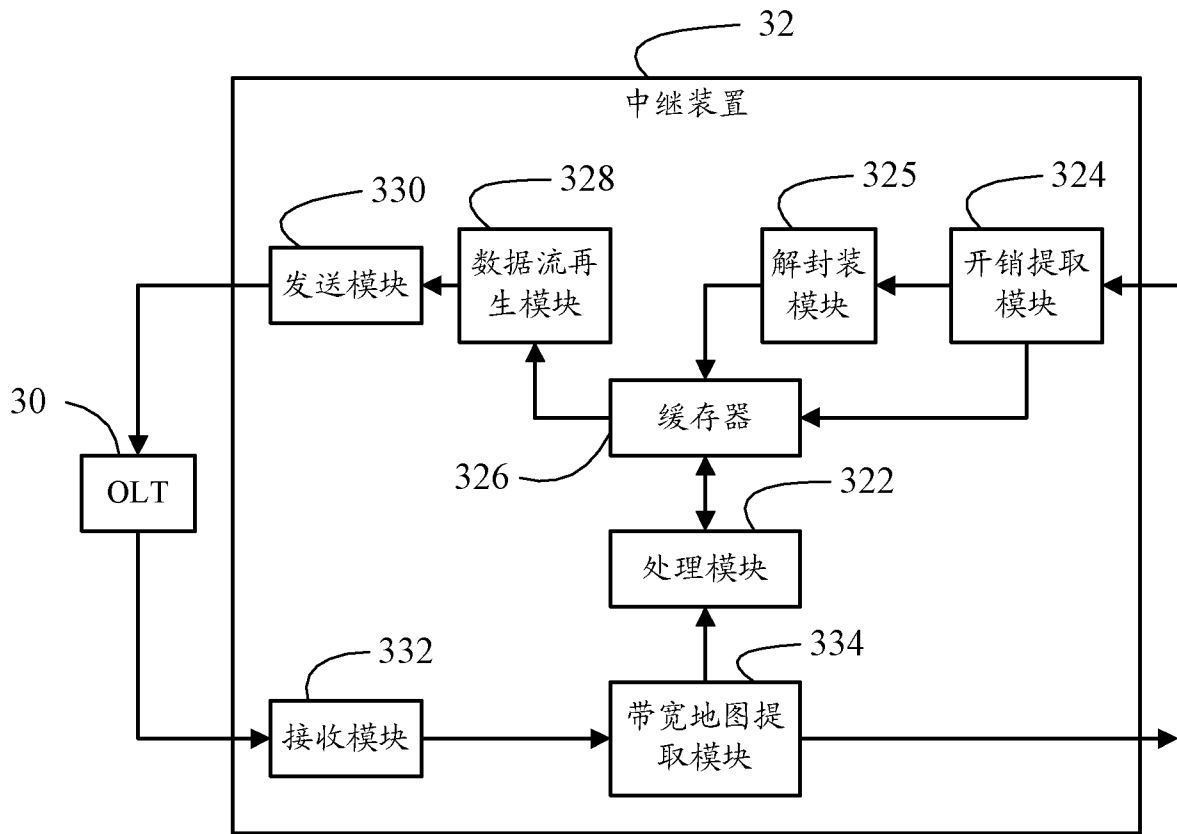 32
中继装置
330
328
325
324
发送模块
数据流再
生模块
解封装
模块
开销提取
模块
30
OLT
缓存器
326
322
处理模块
332
334
接收模块
带宽地图提
取模块